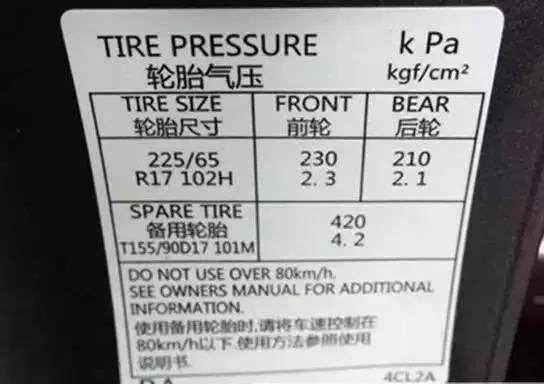 TIRE PRESSURE k Pa
轮胎气压 kgf/cm²
TIRE SIZE FRONT BEAR
轮胎尺寸 前轮 后轮
225/65 230 210
R17 102H 2.3 2.1
SPARE TIRE 420
备用轮胎 4.2
T155/90D17 101M
DO NOT USE OVER 80km/h.
SEE OWNERS MANUAL FOR ADDITIONAL
INFORMATION.
使用备用轮胎时,请将车速控制在
80km/h以下.使用方法参照使用
说明书.
4CL2A